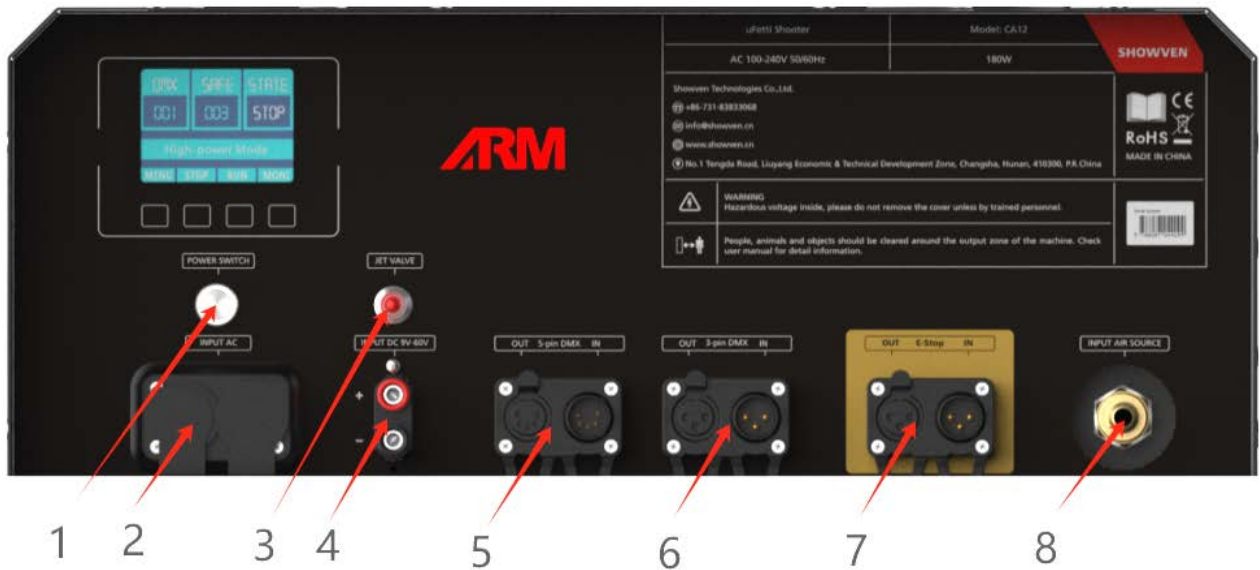 uFetti Shooter
Model: CA12
SHOWVEN
AC 100-240V 50/60Hz
180W
DMX SAFE STATE
001 003 STOP
High-power Mode
MENU STOP RUN MONI
ARM
Showven Technologies Co.,Ltd.
+86-731-83833068
info@showven.cn
www.showven.cn
No.1 Tengda Road, Liuyang Economic & Technical Development Zone, Changsha, Hunan, 410300, P.R.China
CE
RoHS
MADE IN CHINA
WARNING
Hazardous voltage inside, please do not remove the cover unless by trained personnel.
People, animals and objects should be cleared around the output zone of the machine. Check
user manual for detail information.
POWER SWITCH
JET VALVE
INPUT AC
INPUT DC 9V-60V
+
-
OUT 5-pin DMX IN
OUT 3-pin DMX IN
OUT E-Stop IN
INPUT AIR SOURCE
1 2 3 4 5 6 7 8